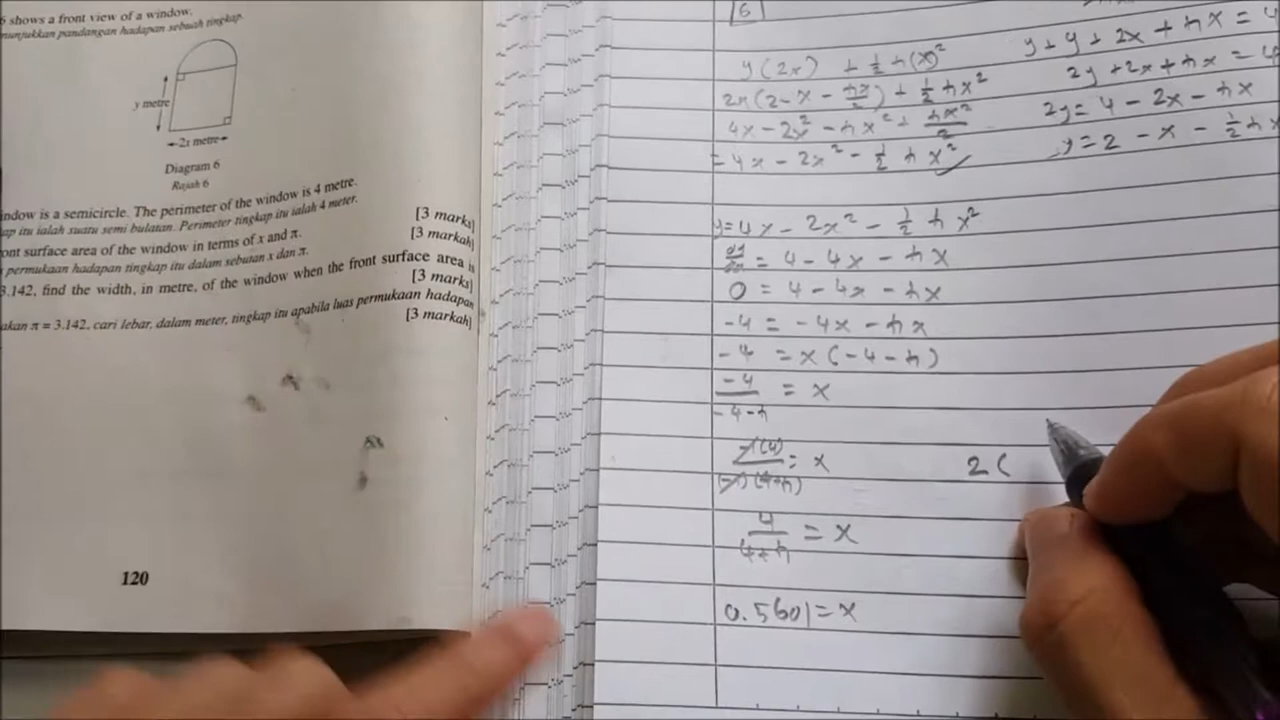 6 shows a front view of a window.
nunjukkan pandangan hadapan sebuah tingkap.
y metre
2x metre
Diagram 6
Rajah 6
indow is a semicircle. The perimeter of the window is 4 metre.
ap itu ialah suatu semi bulatan. Perimeter tingkap itu ialah 4 meter.
ont surface area of the window in terms of x and π.
[3 marks]
permukaan hadapan tingkap itu dalam sebutan x dan π.
[3 markah]
3.142, find the width, in metre, of the window when the front surface area is
[3 marks]
akan π = 3.142, cari lebar, dalam meter, tingkap itu apabila luas permukaan hadapan
[3 markah]
120
6
y(2x) + ½π(x)²
2x(2-x-πx/2) + ½πx²
4x - 2x² - πx² + πx²/2
= 4x - 2x² - ½πx²
y + y + 2x + πx = 4
2y + 2x + πx = 4
2y = 4 - 2x - πx
y = 2 - x - ½πx
y = 4x - 2x² - ½πx²
dy/dx = 4 - 4x - πx
0 = 4 - 4x - πx
-4 = -4x - πx
-4 = x(-4-π)
-4/-4-π = x
-1(4)/(-1)(4+π) = x
2(
4/4+π = x
0.5601 = x